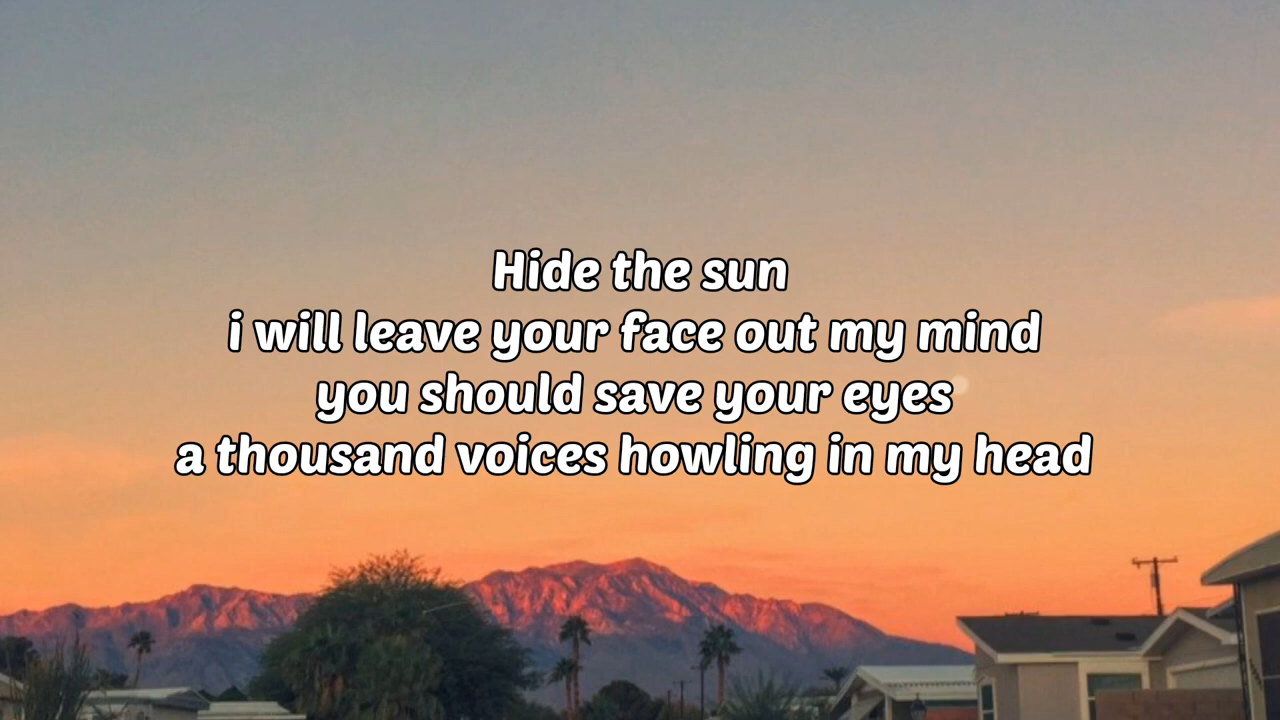 Hide the sun
i will leave your face out my mind
you should save your eyes
a thousand voices howling in my head